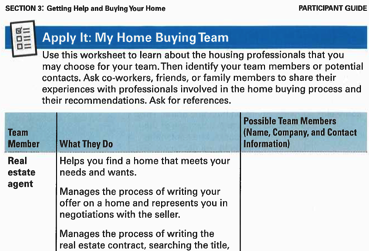 SECTION 3: Getting Help and Buying Your Home PARTICIPANT GUIDE
Apply It: My Home Buying Team
Use this worksheet to learn about the housing professionals that you
may choose for your team. Then identify your team members or potential
contacts. Ask co-workers, friends, or family members to share their
experiences with professionals involved in the home buying process and
their recommendations. Ask for references.
Team
Member
What They Do
Possible Team Members
(Name, Company, and Contact
Information)
Real
estate
agent
Helps you find a home that meets your
needs and wants.
Manages the process of writing your
offer on a home and represents you in
negotiations with the seller.
Manages the process of writing the
real estate contract, searching the title,